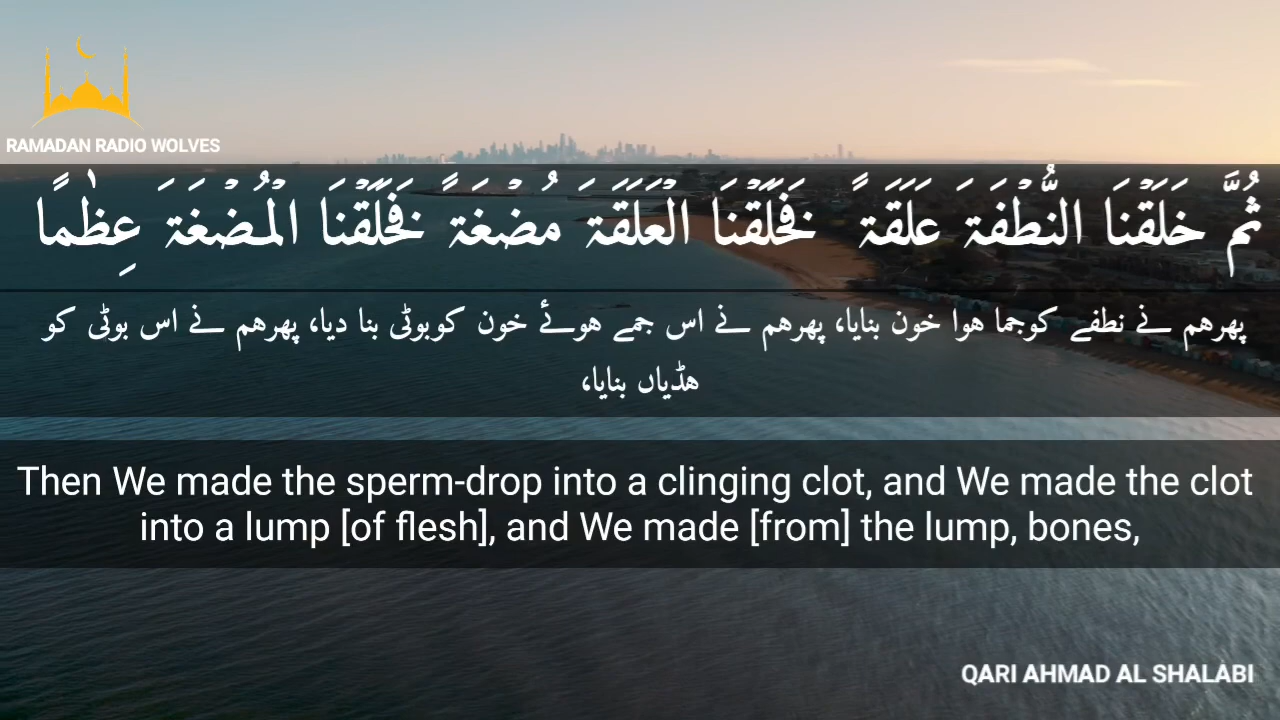 RAMADAN RADIO WOLVES
ثُمَّ خَلَقۡنَا النُّطۡفَۃَ عَلَقَۃً فَخَلَقۡنَا الۡعَلَقَۃَ مُضۡغَۃً فَخَلَقۡنَا الۡمُضۡغَۃَ عِظٰمًا
پھرہم نے نطفے کوجما ہوا خون بنایا، پھرہم نے اس جمے ہوئے خون کوبوٹی بنا دیا، پھرہم نے اس بوٹی کو
ہڈیاں بنایا،
Then We made the sperm-drop into a clinging clot, and We made the clot
into a lump [of flesh], and We made [from] the lump, bones,
QARI AHMAD AL SHALABI